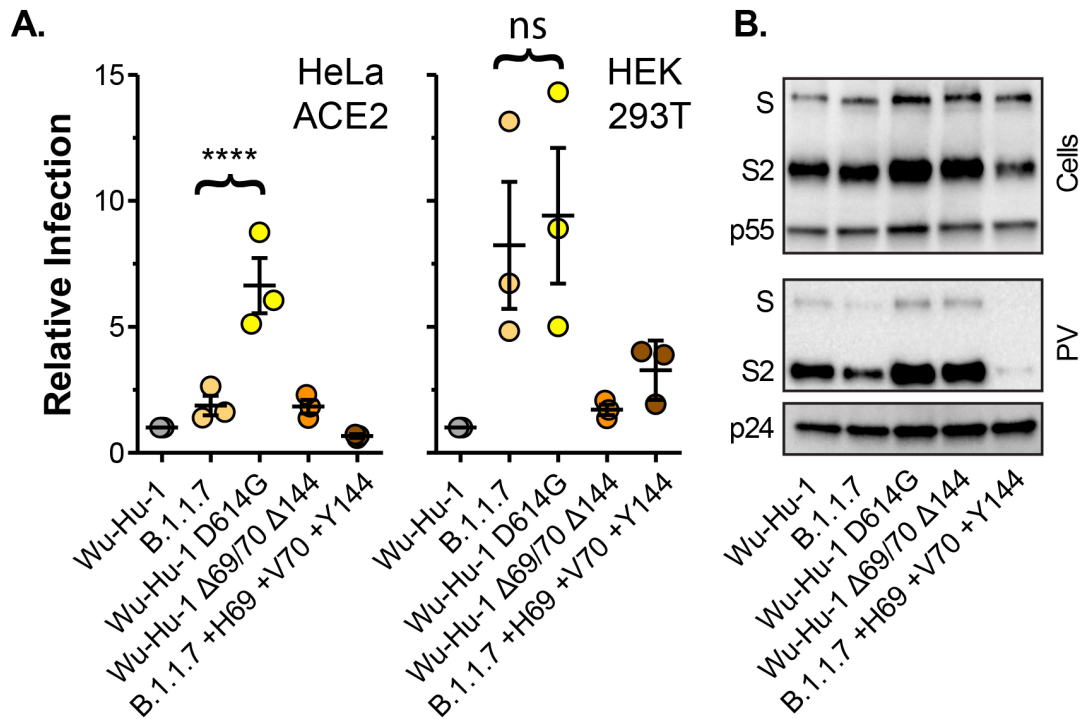 A.
B.
Relative Infection
15
10
5
0
HeLa
ACE2
****
ns
HEK
293T
Wu-Hu-1
B.1.1.7
Wu-Hu-1 D614G
Wu-Hu-1 Δ69/70 Δ144
B.1.1.7 +H69 +V70 +Y144
Wu-Hu-1
B.1.1.7
Wu-Hu-1 D614G
Wu-Hu-1 Δ69/70 Δ144
B.1.1.7 +H69 +V70 +Y144
S
S2
p55
Cells
S
S2
PV
p24
Wu-Hu-1
B.1.1.7
Wu-Hu-1 D614G
Wu-Hu-1 Δ69/70 Δ144
B.1.1.7 +H69 +V70 +Y144